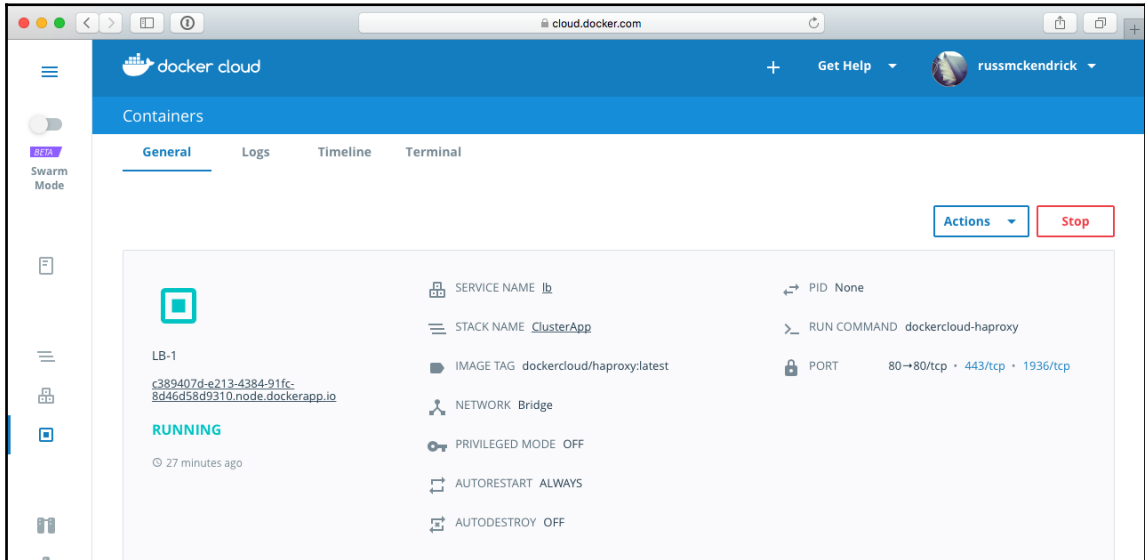 cloud.docker.com
docker cloud
Get Help
russmckendrick
Containers
BETA
Swarm
Mode
General Logs Timeline Terminal
Actions Stop
LB-1
c389407d-e213-4384-91fc-
8d46d58d9310.node.dockerapp.io
RUNNING
27 minutes ago
SERVICE NAME lb
STACK NAME ClusterApp
IMAGE TAG dockercloud/haproxy:latest
NETWORK Bridge
PRIVILEGED MODE OFF
AUTORESTART ALWAYS
AUTODESTROY OFF
PID None
RUN COMMAND dockercloud-haproxy
PORT 80→80/tcp • 443/tcp • 1936/tcp